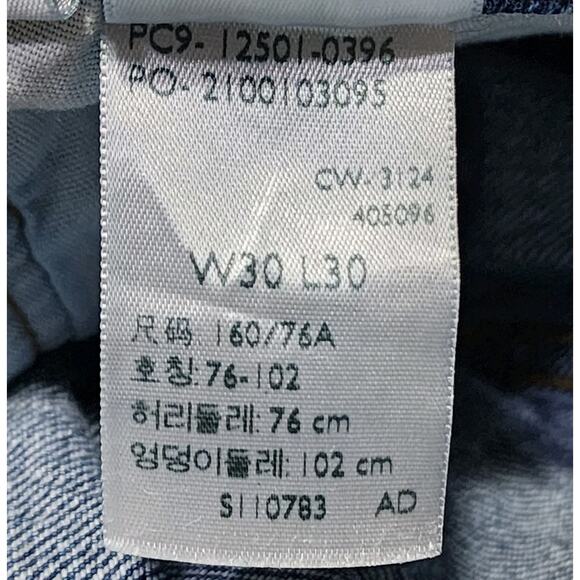 PC9-12501-0396
PO-2100103095
CW-3124
405096
W30 L30
尺码: 160/76A
호칭: 76-102
허리둘레: 76 cm
엉덩이둘레: 102 cm
S110783 AD